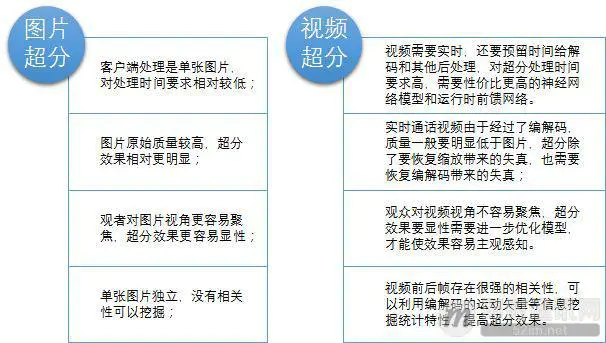 图片
超分
客户端处理是单张图片，
对处理时间要求相对较低；
图片原始质量较高，超分
效果相对更明显；
观者对图片视角更容易聚
焦，超分效果更容易显性；
单张图片独立，没有相关
性可以挖掘；
视频
超分
视频需要实时，还要预留时间给解
码和其他后处理，对超分处理时间
要求高，需要性价比更高的神经网
络模型和运行时前馈网络。
实时通话视频由于经过了编解码，
质量一般要明显低于图片，超分除
了要恢复缩放带来的失真，也需要
恢复编解码带来的失真；
观众对视频视角不容易聚焦，超分
效果要显性需要进一步优化模型，
才能使效果容易主观感知。
视频前后帧存在很强的相关性，可
以利用编解码的运动矢量等信息挖
掘统计特性，提高超分效果。